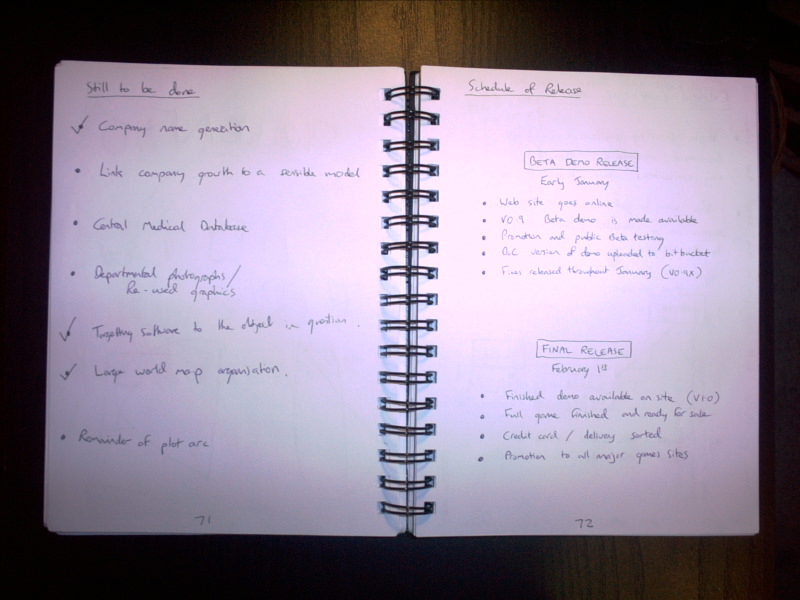 Still to be done
Company name generation
Link company growth to a sensible model
Central Medical Database
Departmental photographs /
Re-used graphics
Targetting software to the object in question.
Large world map organisation.
Remainder of plot arc
71
Schedule of Release
BETA DEMO RELEASE
Early January
Web site goes online
V0.9 Beta demo is made available
Promotion and public Beta testing
version of demo uploaded to bitbucket
Fixes released throughout January (V0.9X)
FINAL RELEASE
February 1st
Finished demo available on site (V1.0)
Full game finished and ready for sale
Credit card / delivery sorted
Promotion to all major games sites
72